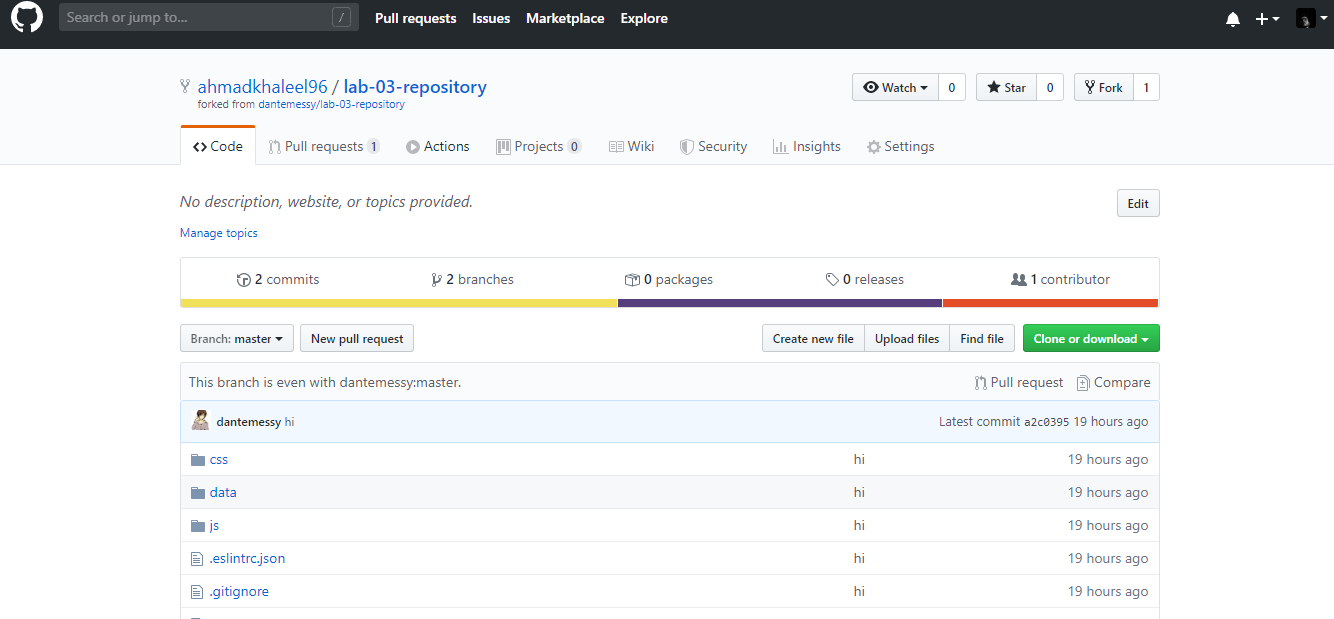 Search or jump to... / Pull requests Issues Marketplace Explore
ahmadkhaleel96 / lab-03-repository Watch 0 Star 0 Fork 1
forked from dantemessy/lab-03-repository
Code Pull requests 1 Actions Projects 0 Wiki Security Insights Settings
No description, website, or topics provided. Edit
Manage topics
2 commits 2 branches 0 packages 0 releases 1 contributor
Branch: master New pull request Create new file Upload files Find file Clone or download
This branch is even with dantemessy:master. Pull request Compare
dantemessy hi Latest commit a2c0395 19 hours ago
css hi 19 hours ago
data hi 19 hours ago
js hi 19 hours ago
.eslintrc.json hi 19 hours ago
.gitignore hi 19 hours ago